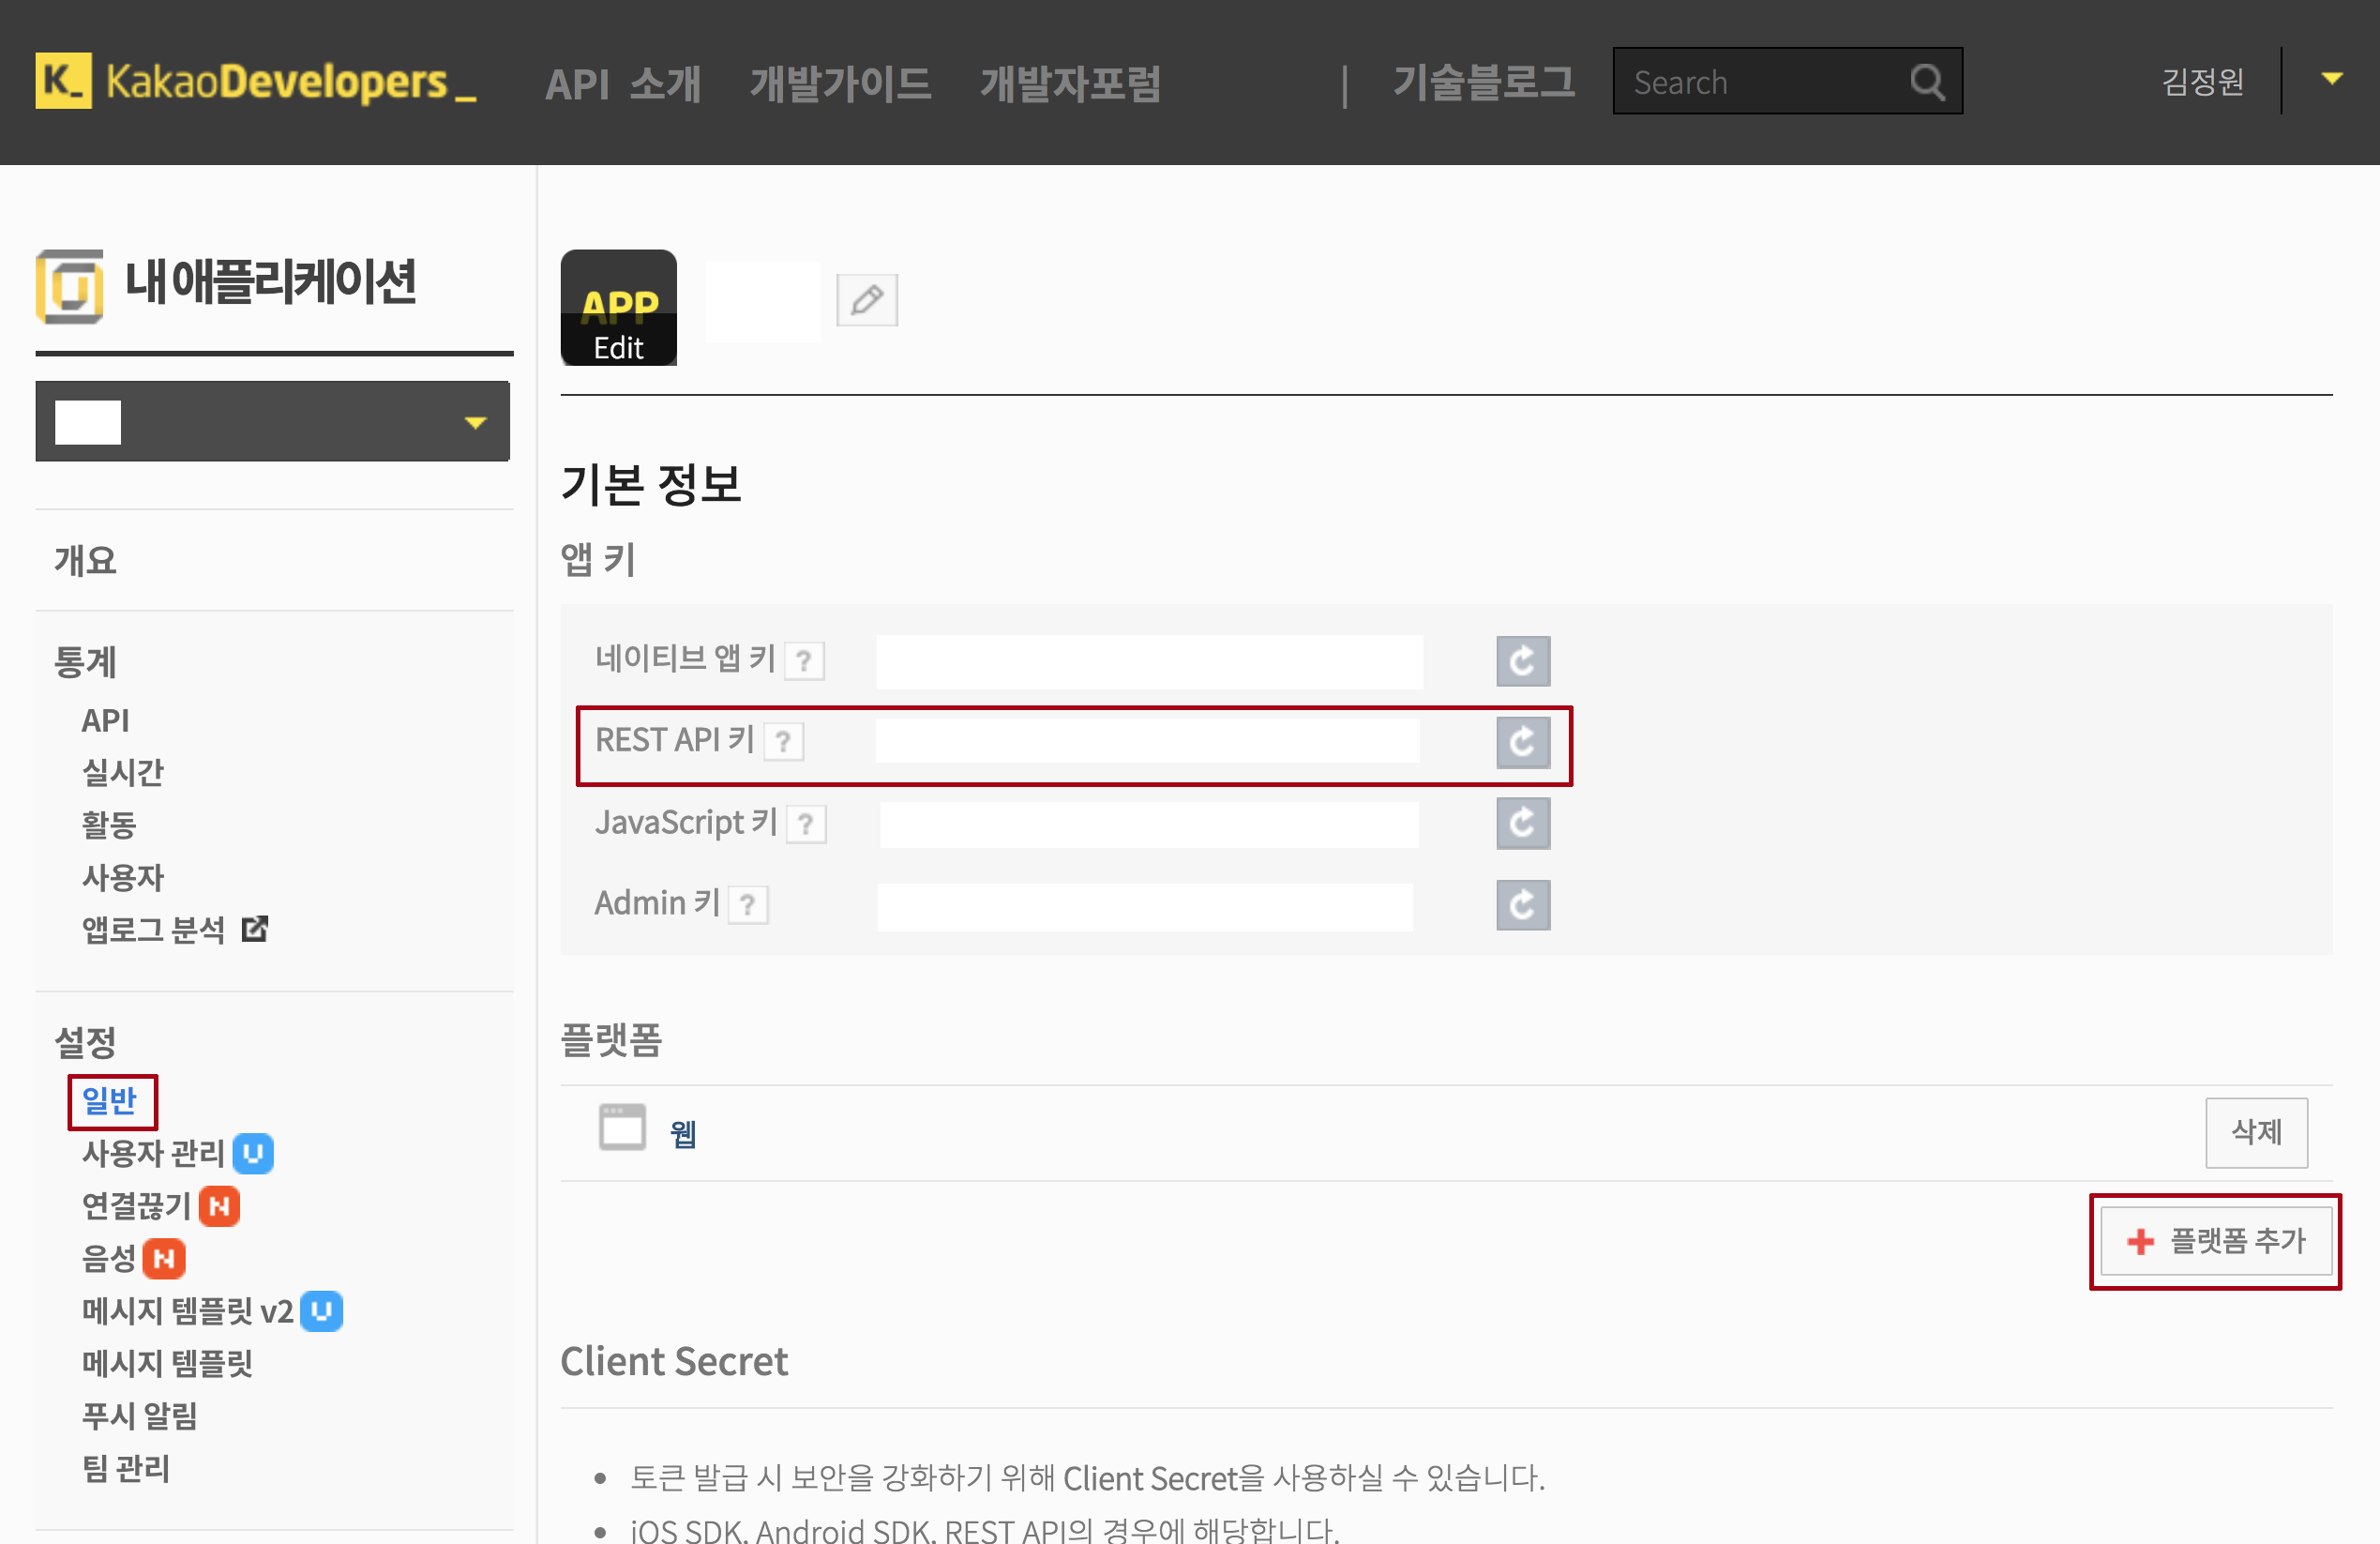 K_ KakaoDevelopers_ API 소개 개발가이드 개발자포럼 | 기술블로그 Search 김정원
내 애플리케이션
개요
통계
API
실시간
활동
사용자
앱로그 분석
설정
일반
사용자 관리 U
연결끊기 N
음성 N
메시지 템플릿 v2 U
메시지 템플릿
푸시 알림
팀 관리
APP
Edit
기본 정보
앱 키
네이티브 앱 키 ?
REST API 키 ?
JavaScript 키 ?
Admin 키 ?
플랫폼
웹 삭제
플랫폼 추가
Client Secret
• 토큰 발급 시 보안을 강화하기 위해 Client Secret을 사용하실 수 있습니다.
• iOS SDK, Android SDK, REST API의 경우에 해당합니다.